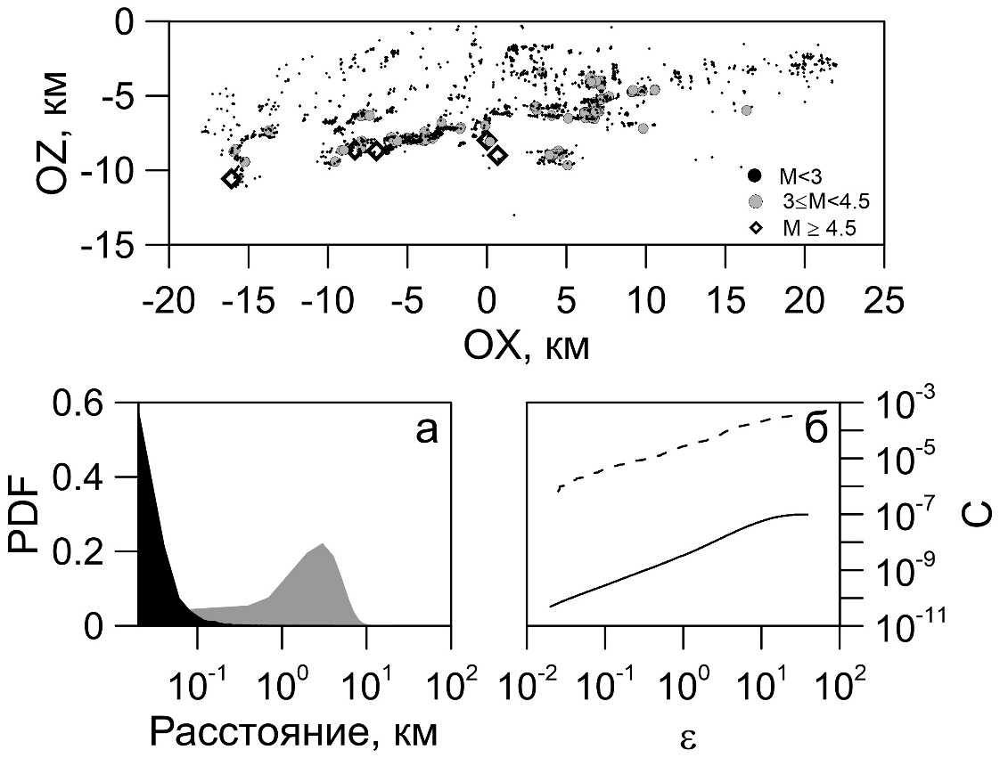 0
-5
-10
-15
OZ, км
M<3
3≤M<4.5
M ≥ 4.5
-20 -15 -10 -5 0 5 10 15 20 25
OX, км
0.6
0.4
0.2
0
PDF
а
10⁻¹ 10⁰ 10¹ 10²
Расстояние, км
б
10⁻³
10⁻⁵
10⁻⁷
10⁻⁹
10⁻¹¹
C
10⁻² 10⁻¹ 10⁰ 10¹ 10²
ε